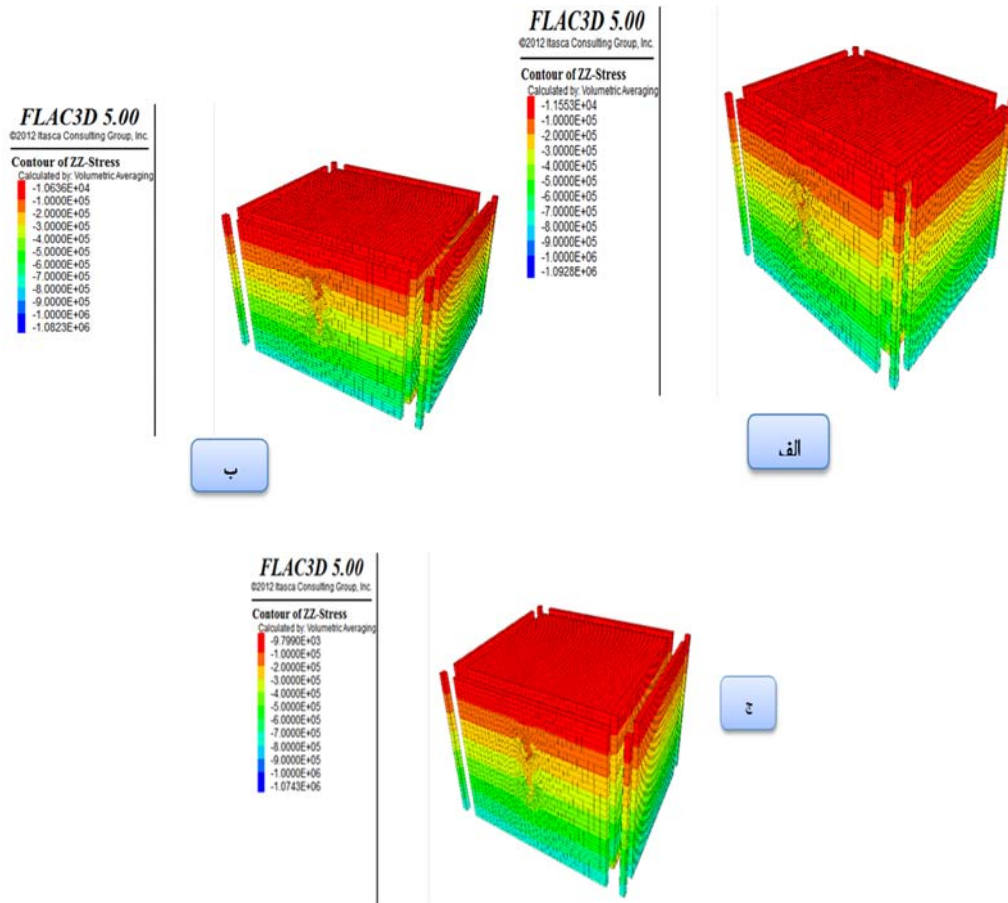 FLAC3D 5.00
©2012 Itasca Consulting Group, Inc.
Contour of ZZ-Stress
Calculated by: Volumetric Averaging
-1.1553E+04
-1.0000E+05
-2.0000E+05
-3.0000E+05
-4.0000E+05
-5.0000E+05
-6.0000E+05
-7.0000E+05
-8.0000E+05
-9.0000E+05
-1.0000E+06
-1.0928E+06
الف
FLAC3D 5.00
©2012 Itasca Consulting Group, Inc.
Contour of ZZ-Stress
Calculated by: Volumetric Averaging
-1.0636E+04
-1.0000E+05
-2.0000E+05
-3.0000E+05
-4.0000E+05
-5.0000E+05
-6.0000E+05
-7.0000E+05
-8.0000E+05
-9.0000E+05
-1.0000E+06
-1.0823E+06
ب
FLAC3D 5.00
©2012 Itasca Consulting Group, Inc.
Contour of ZZ-Stress
Calculated by: Volumetric Averaging
-9.7990E+03
-1.0000E+05
-2.0000E+05
-3.0000E+05
-4.0000E+05
-5.0000E+05
-6.0000E+05
-7.0000E+05
-8.0000E+05
-9.0000E+05
-1.0000E+06
-1.0743E+06
ج